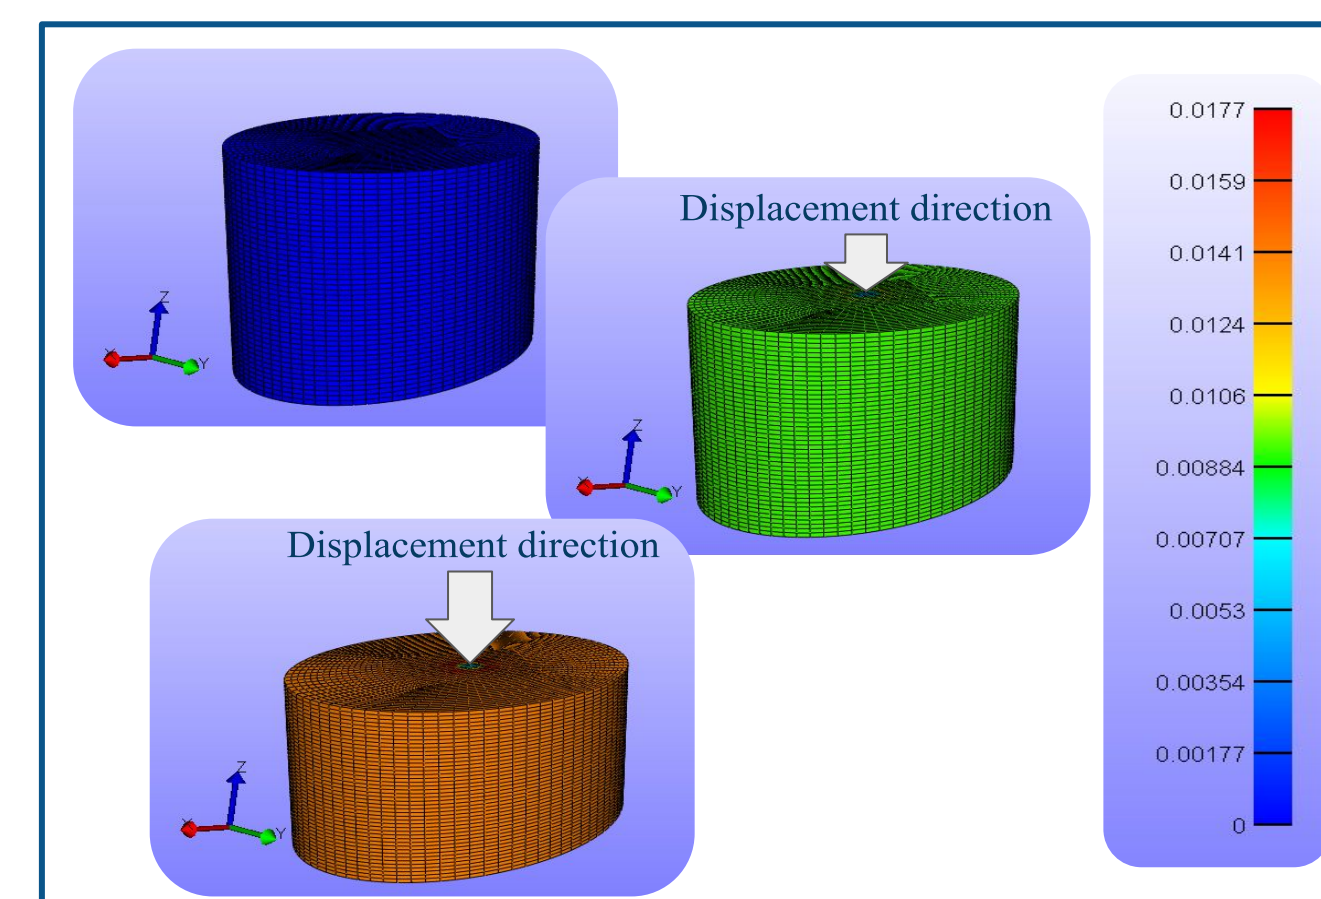 Displacement direction
Z
X
Y
Displacement direction
Z
X
Y
Z
X
Y
0.0177
0.0159
0.0141
0.0124
0.0106
0.00884
0.00707
0.0053
0.00354
0.00177
0